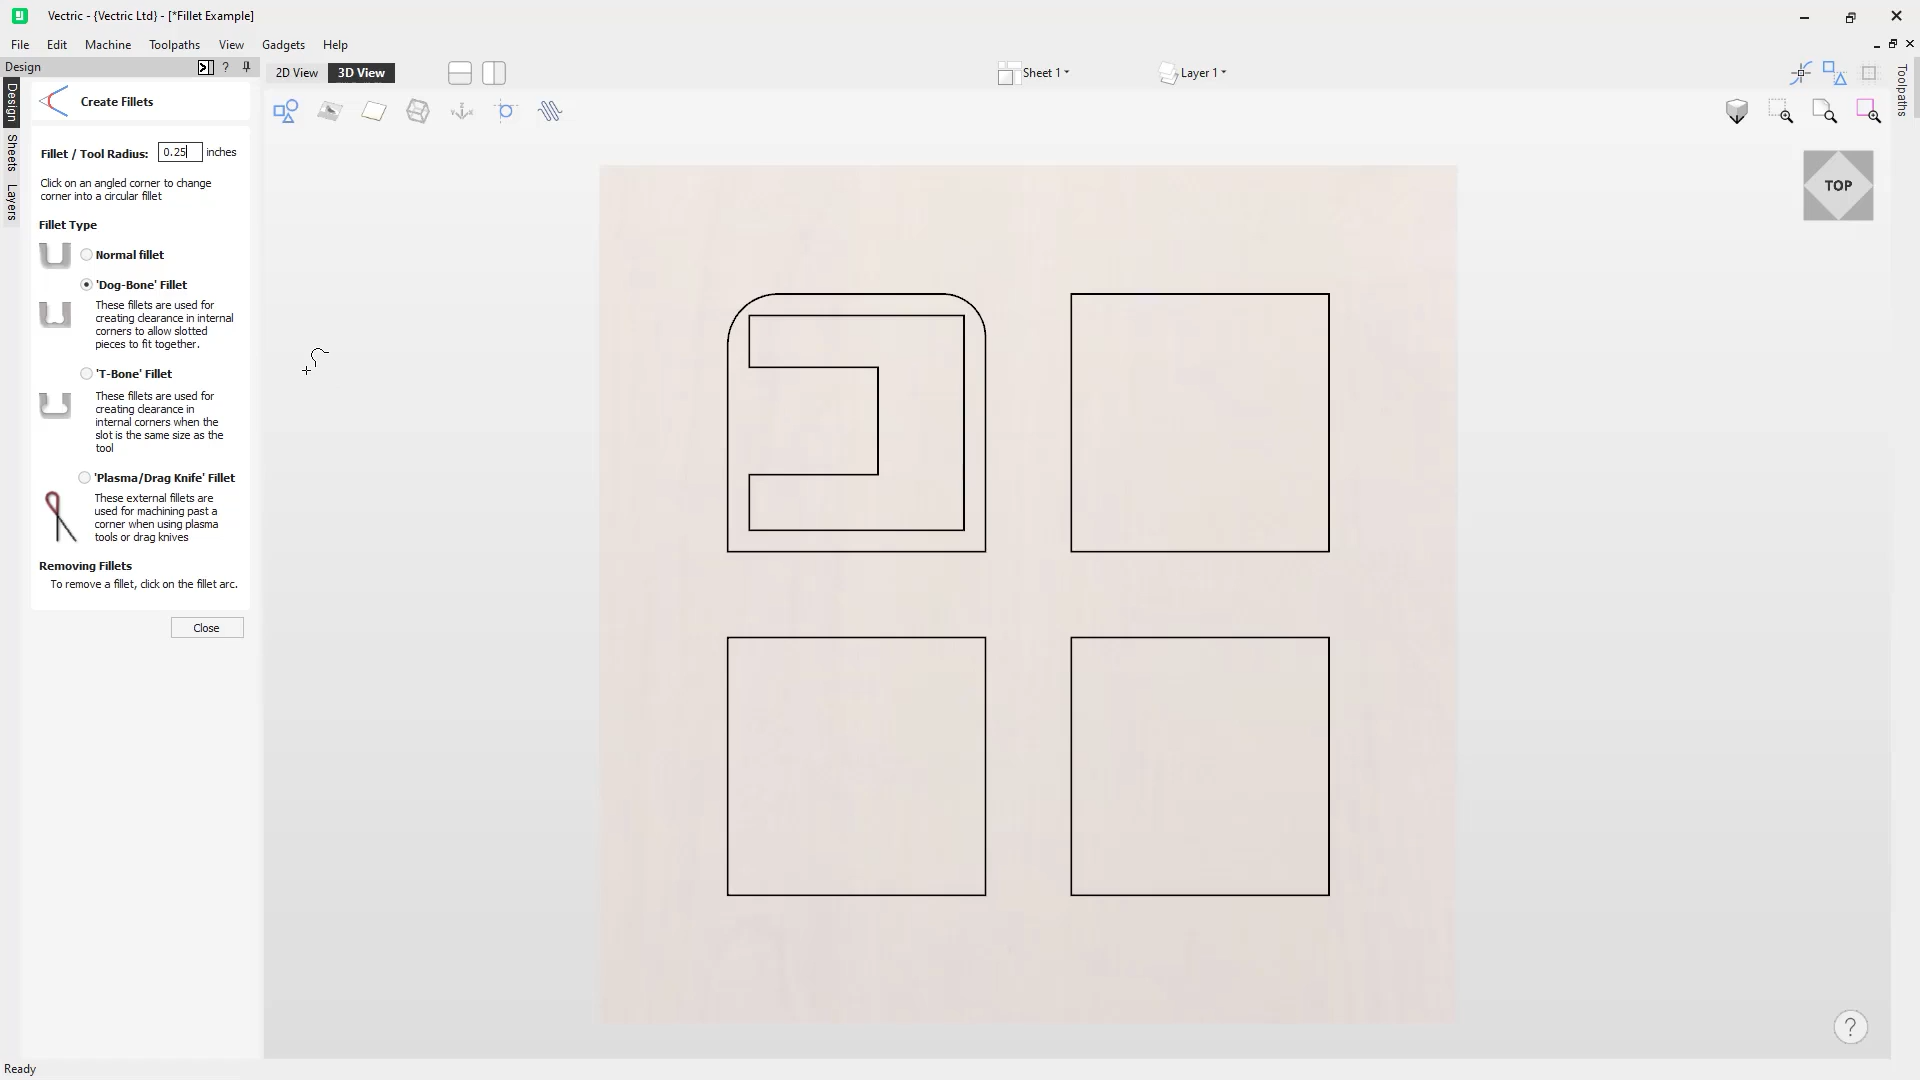 Vectric - {Vectric Ltd} - [*Fillet Example]
File Edit Machine Toolpaths View Gadgets Help
Design
2D View 3D View Sheet 1 Layer 1
Toolpaths
Design
Sheets
Layers
Create Fillets
Fillet / Tool Radius: 0.25 inches
Click on an angled corner to change
corner into a circular fillet
Fillet Type
Normal fillet
'Dog-Bone' Fillet
These fillets are used for
creating clearance in internal
corners to allow slotted
pieces to fit together.
'T-Bone' Fillet
These fillets are used for
creating clearance in
internal corners when the
slot is the same size as the
tool
'Plasma/Drag Knife' Fillet
These external fillets are
used for machining past a
corner when using plasma
tools or drag knives
Removing Fillets
To remove a fillet, click on the fillet arc.
Close
TOP
?
Ready